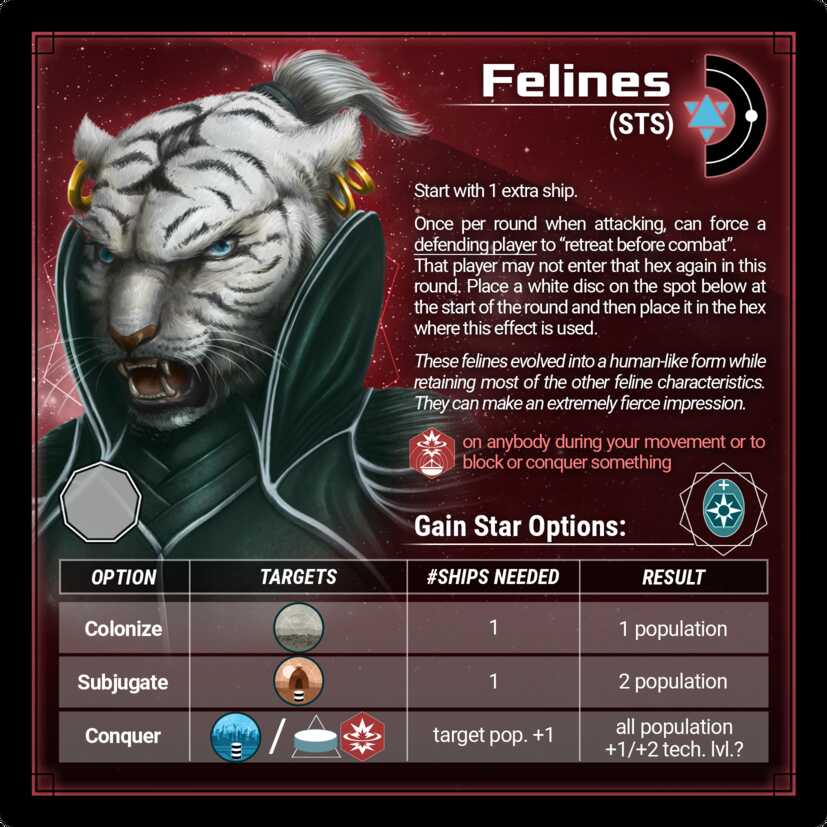 Felines
(STS)
Start with 1 extra ship.
Once per round when attacking, can force a
defending player to “retreat before combat”.
That player may not enter that hex again in this
round. Place a white disc on the spot below at
the start of the round and then place it in the hex
where this effect is used.
These felines evolved into a human-like form while
retaining most of the other feline characteristics.
They can make an extremely fierce impression.
on anybody during your movement or to
block or conquer something
Gain Star Options:
OPTION TARGETS #SHIPS NEEDED RESULT
Colonize 1 1 population
Subjugate 1 2 population
Conquer / target pop. +1 all population
+1/+2 tech. lvl.?